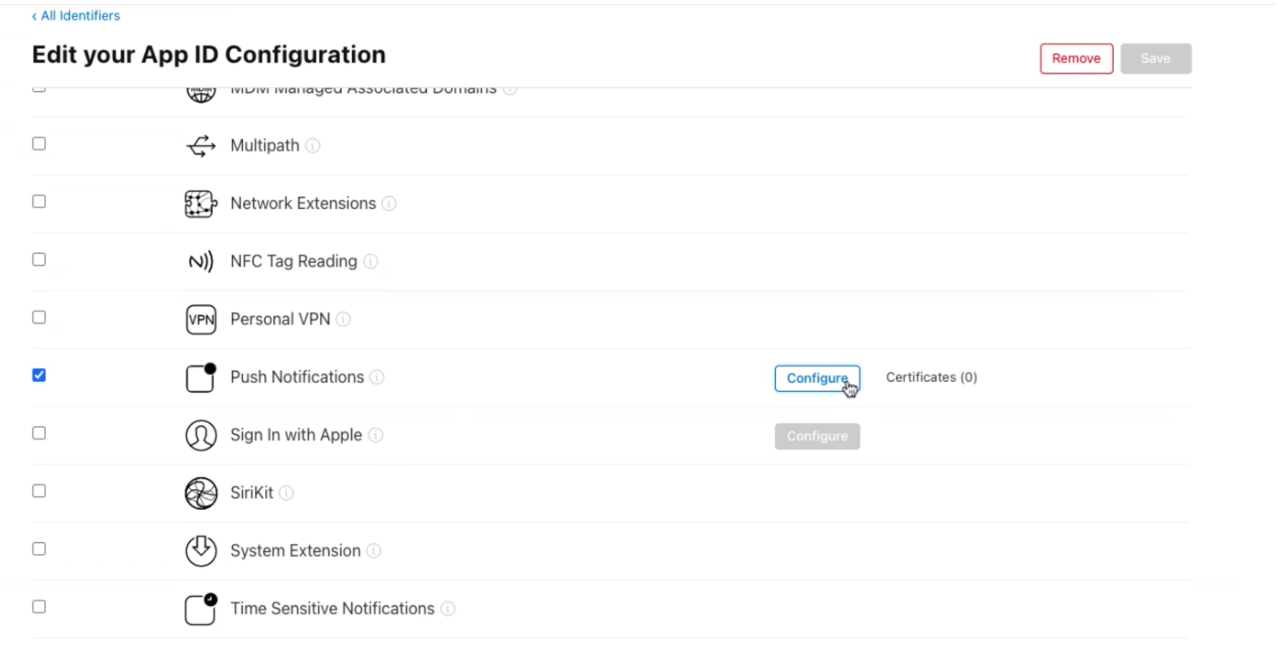 ‹ All Identifiers
Edit your App ID Configuration
Remove
Save
MDM Managed Associated Domains
Multipath
Network Extensions
NFC Tag Reading
VPN
Personal VPN
Push Notifications
Configure
Certificates (0)
Sign In with Apple
Configure
SiriKit
System Extension
Time Sensitive Notifications